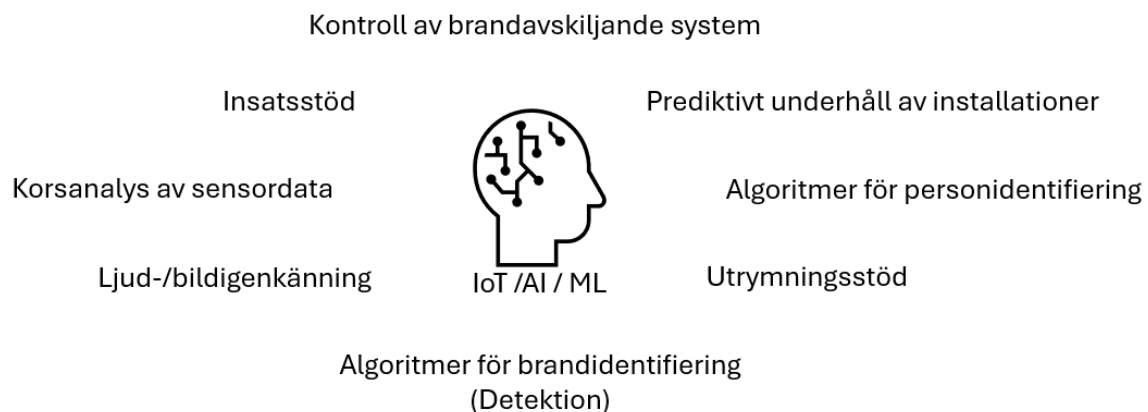 Kontroll av brandavskiljande system
Insatsstöd
Prediktivt underhåll av installationer
Korsanalys av sensordata
Algoritmer för personidentifiering
Ljud-/bildigenkänning
IoT /AI / ML
Utrymningsstöd
Algoritmer för brandidentifiering
(Detektion)